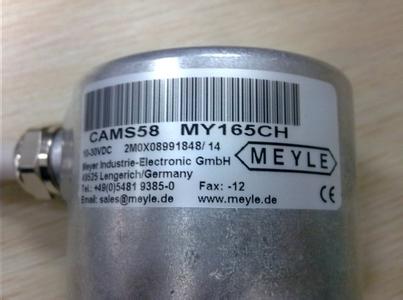 CAMS58 MY165CH
10-30VDC 2M0X08991848/14
Meyer Industrie-Electronic GmbH
49525 Lengerich/Germany
MEYLE
Tel.:+49(0)5481 9385-0 Fax: -12
Email: sales@meyle.de www.meyle.de
CE